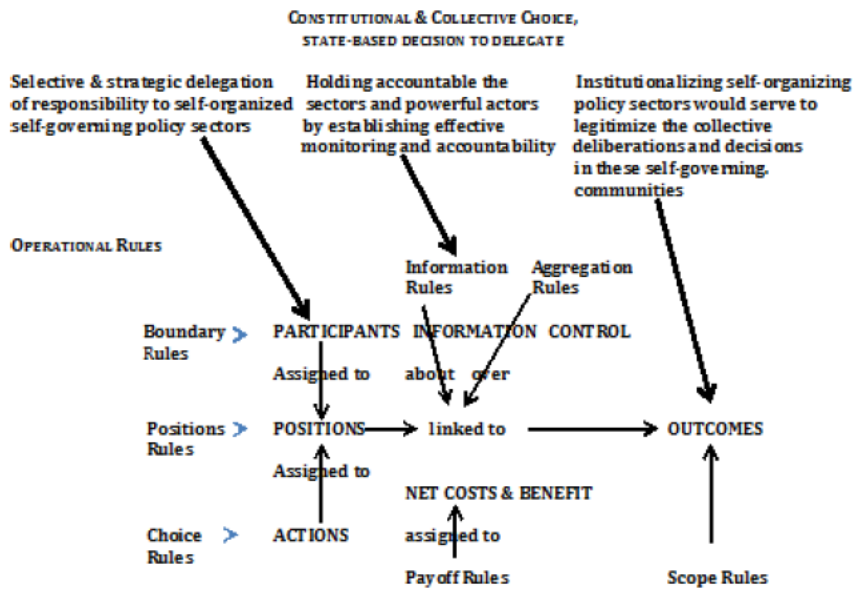 CONSTITUTIONAL & COLLECTIVE CHOICE,
STATE-BASED DECISION TO DELEGATE
Selective & strategic delegation
of responsibility to self-organized
self-governing policy sectors
Holding accountable the
sectors and powerful actors
by establishing effective
monitoring and accountability
Institutionalizing self-organizing
policy sectors would serve to
legitimize the collective
deliberations and decisions
in these self-governing.
communities
OPERATIONAL RULES
Information
Rules
Aggregation
Rules
Boundary
Rules
PARTICIPANTS INFORMATION CONTROL
Assigned to about over
Positions
Rules
POSITIONS linked to OUTCOMES
Assigned to
NET COSTS & BENEFIT
Choice
Rules
ACTIONS assigned to
Payoff Rules Scope Rules